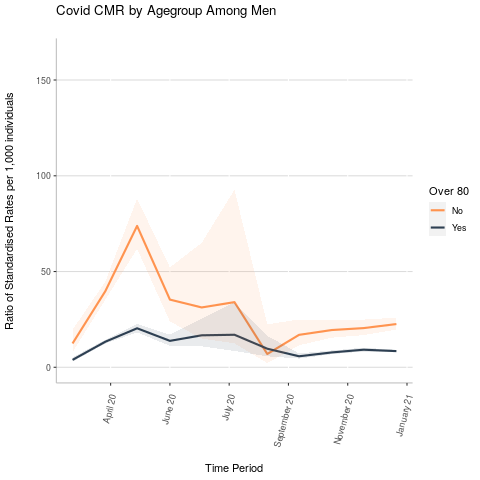 Covid CMR by Agegroup Among Men
Ratio of Standardised Rates per 1,000 individuals
150
100
50
0
April 20
June 20
July 20
September 20
November 20
January 21
Time Period
Over 80
No
Yes